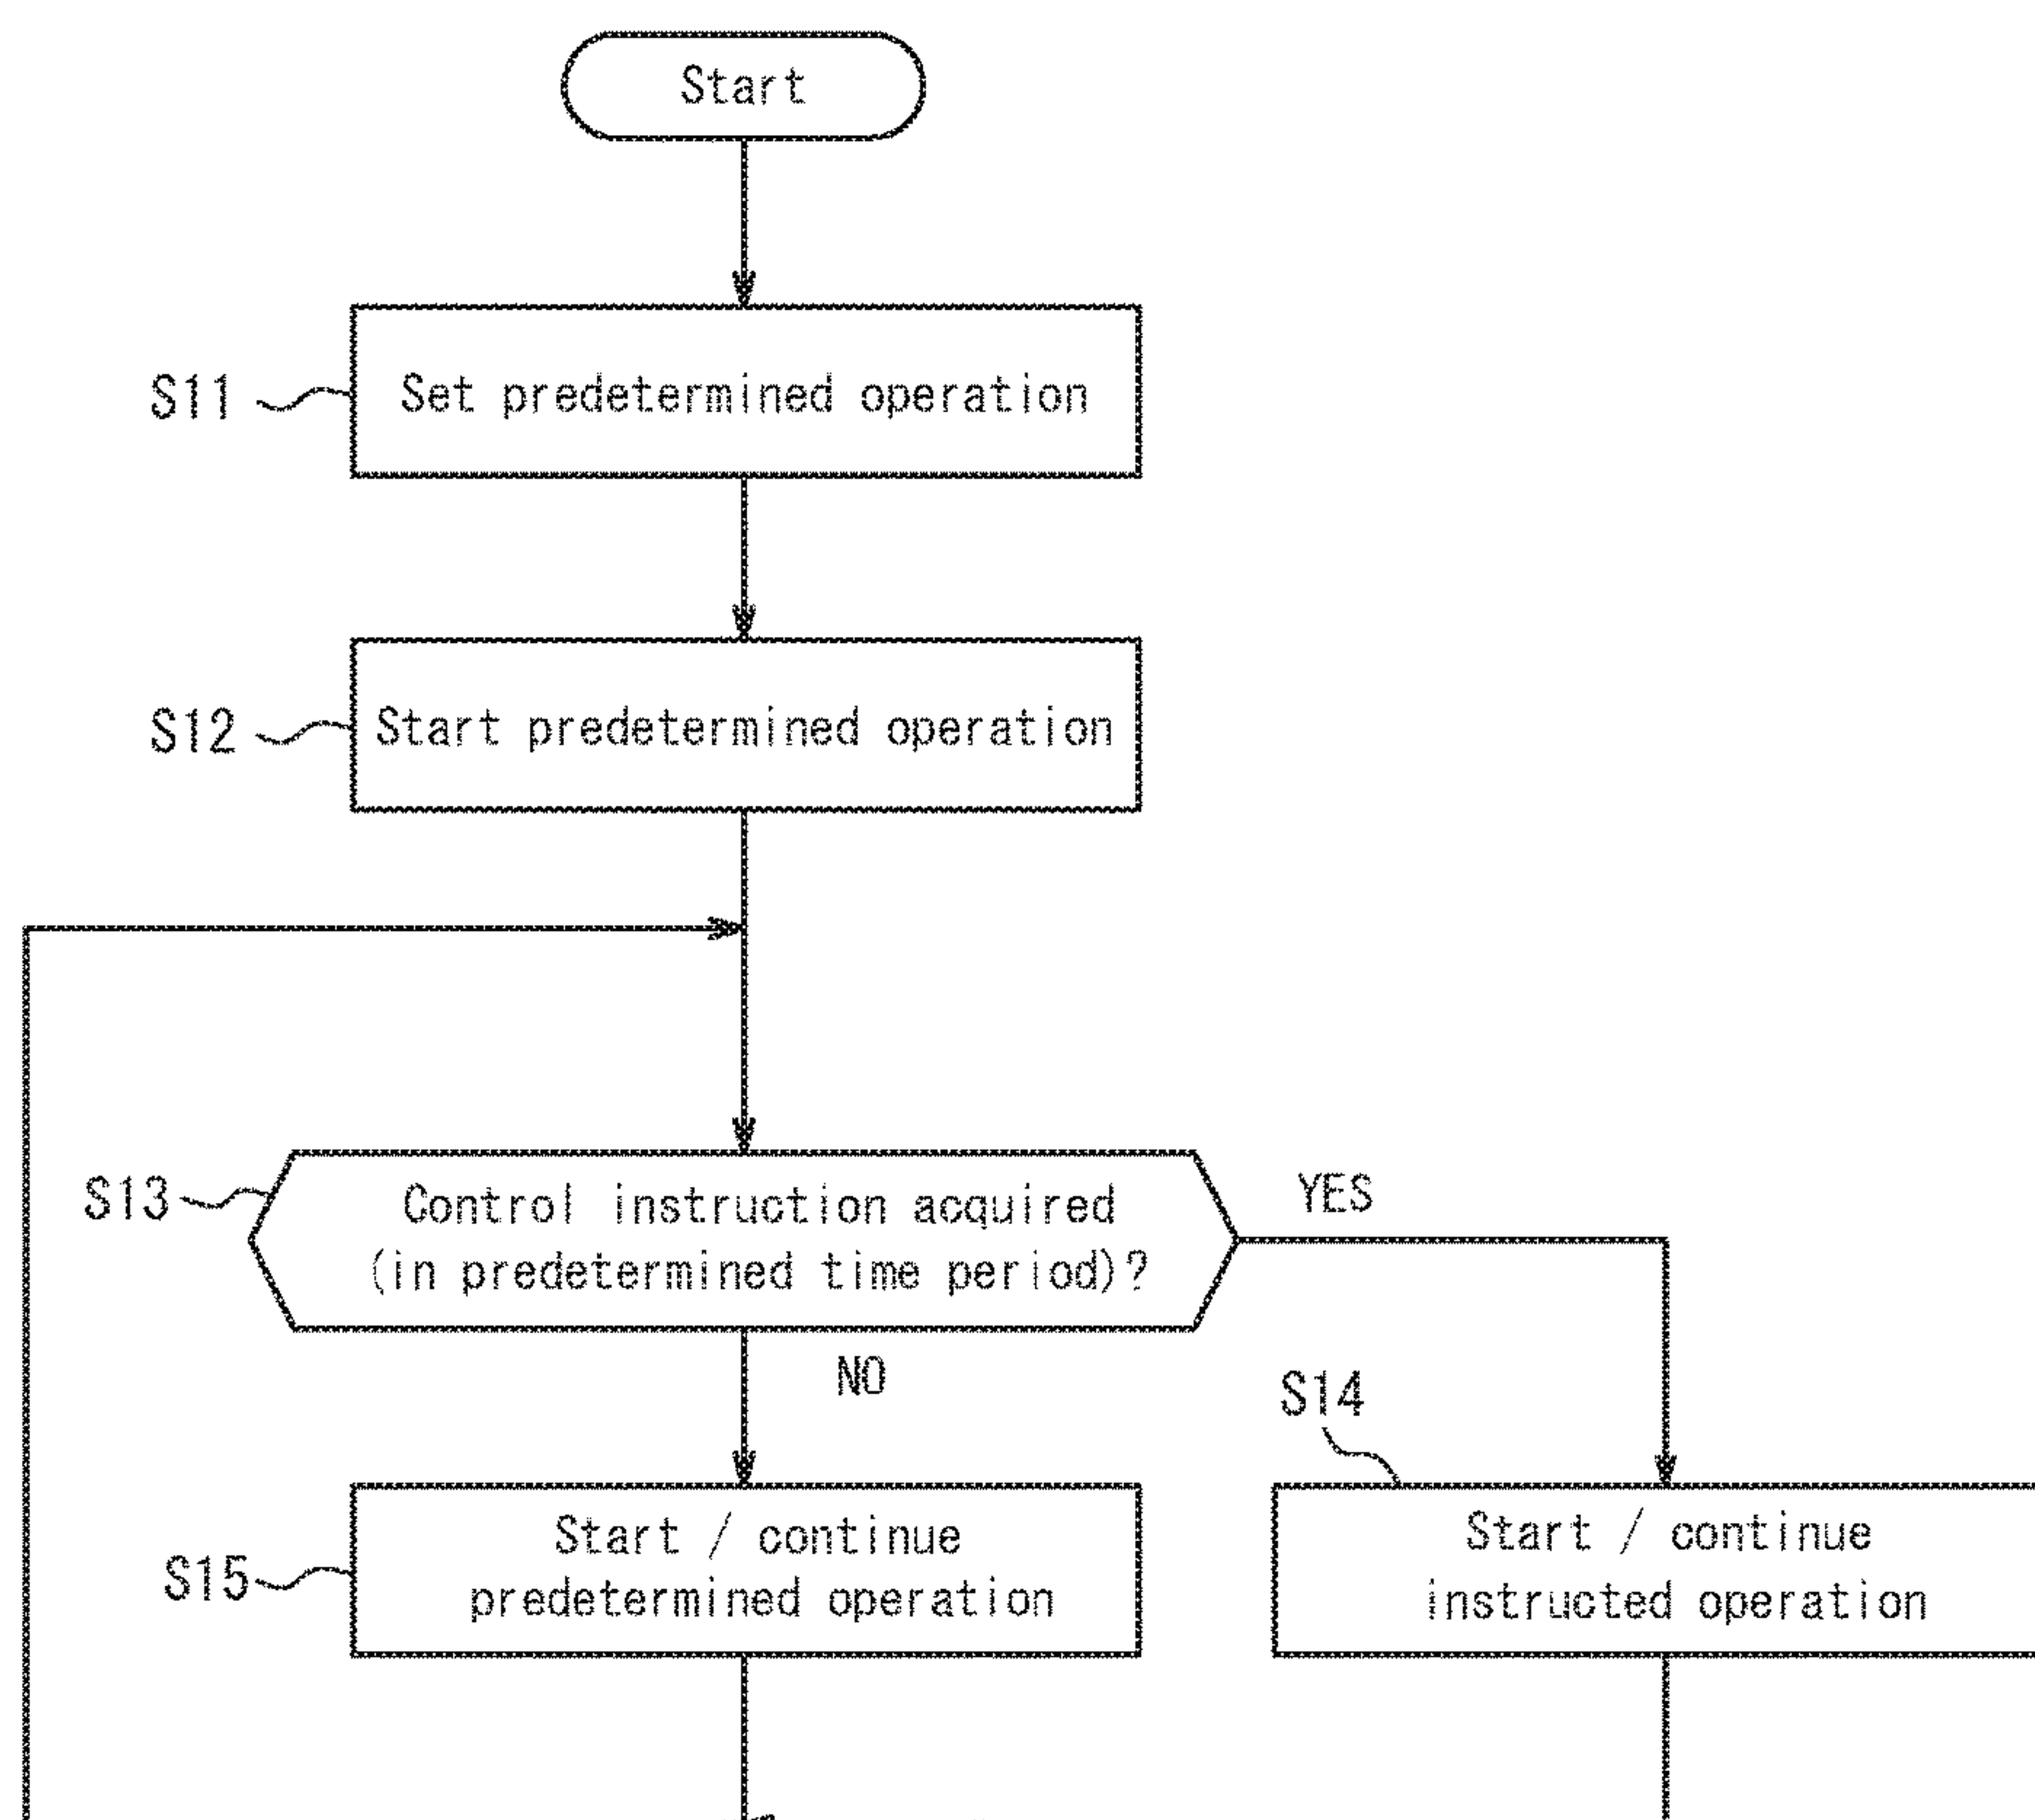 Start
S11
Set predetermined operation
S12
Start predetermined operation
S13
Control instruction acquired
(in predetermined time period)?
YES
NO
S14
S15
Start / continue
predetermined operation
Start / continue
instructed operation